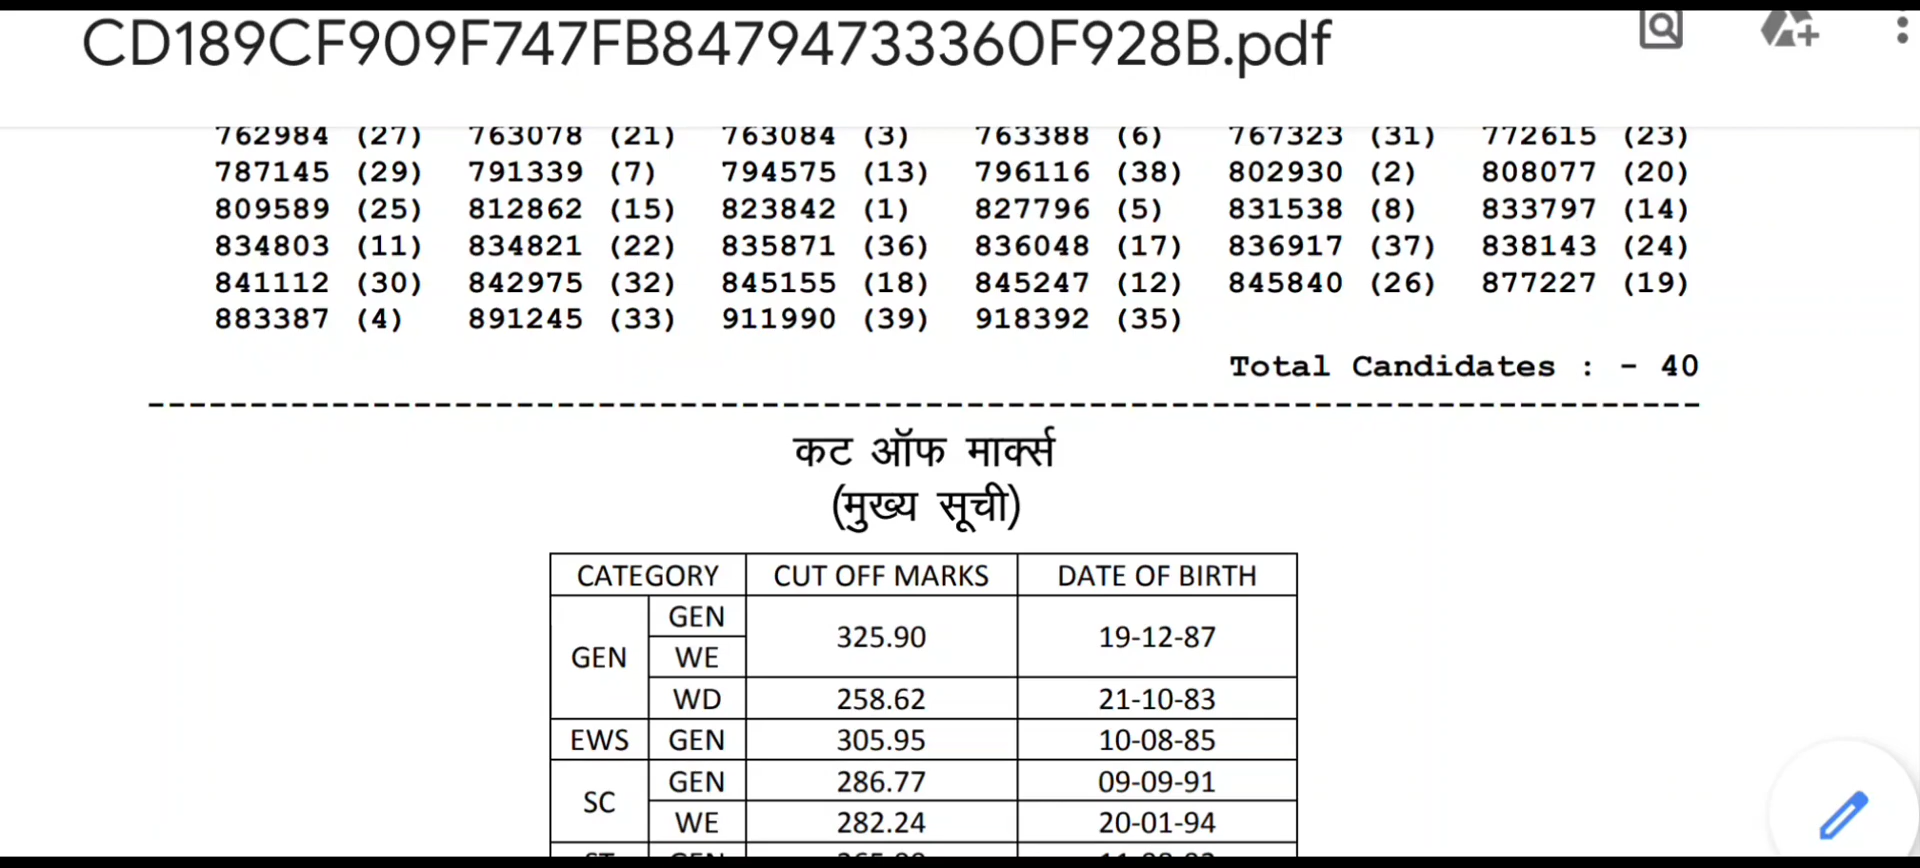 CD189CF909F747FB84794733360F928B.pdf
762984 (27) 763078 (21) 763084 (3) 763388 (6) 767323 (31) 772615 (23)
787145 (29) 791339 (7) 794575 (13) 796116 (38) 802930 (2) 808077 (20)
809589 (25) 812862 (15) 823842 (1) 827796 (5) 831538 (8) 833797 (14)
834803 (11) 834821 (22) 835871 (36) 836048 (17) 836917 (37) 838143 (24)
841112 (30) 842975 (32) 845155 (18) 845247 (12) 845840 (26) 877227 (19)
883387 (4) 891245 (33) 911990 (39) 918392 (35)
Total Candidates : - 40
कट ऑफ मार्क्स
(मुख्य सूची)
CATEGORY CUT OFF MARKS DATE OF BIRTH
GEN GEN 325.90 19-12-87
WE
WD 258.62 21-10-83
EWS GEN 305.95 10-08-85
SC GEN 286.77 09-09-91
WE 282.24 20-01-94